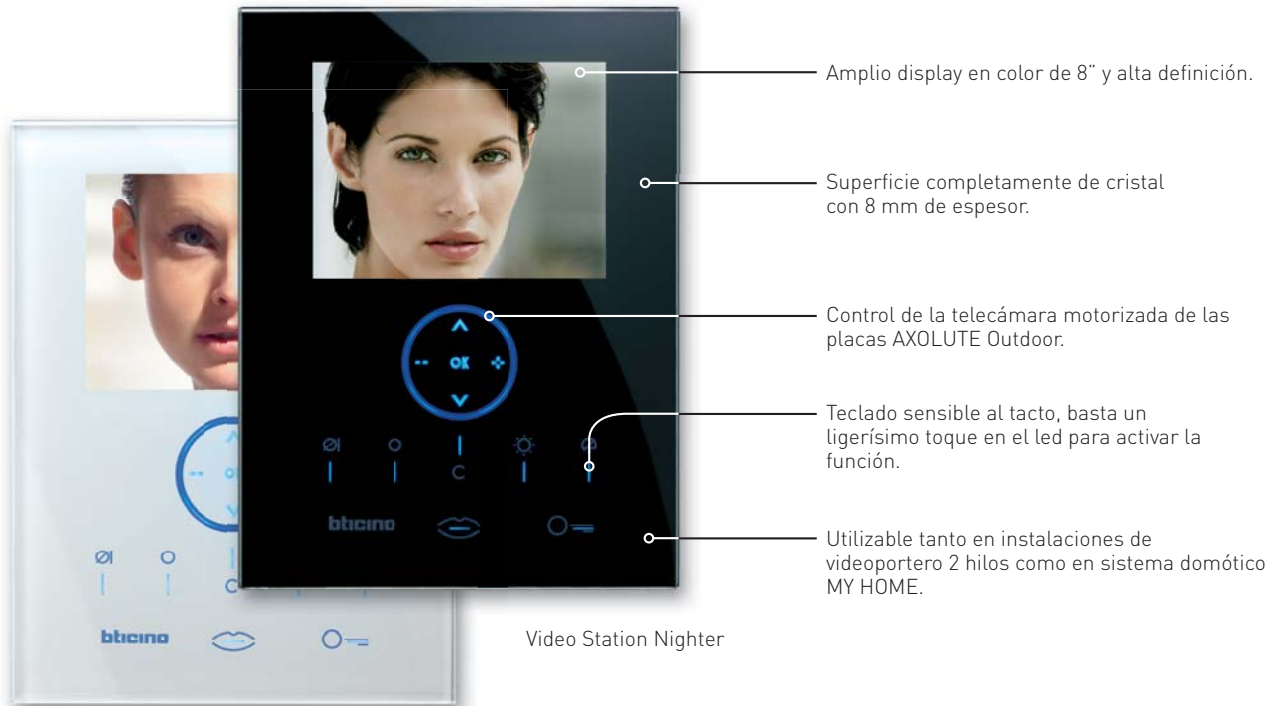 Amplio display en color de 8” y alta definición.
Superficie completamente de cristal
con 8 mm de espesor.
Control de la telecámara motorizada de las
placas AXOLUTE Outdoor.
OK
Teclado sensible al tacto, basta un
ligerísimo toque en el led para activar la
función.
C
bticino
Utilizable tanto en instalaciones de
videoportero 2 hilos como en sistema domótico
MY HOME.
C
bticino
Video Station Nighter